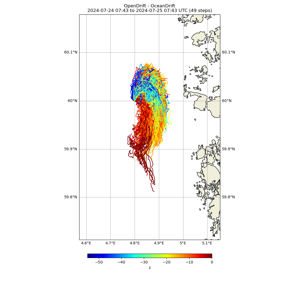 OpenDrift - OceanDrift
2024-07-24 07:43 to 2024-07-25 07:43 UTC (49 steps)
60.1°N
60.1°N
60°N
60°N
59.9°N
59.9°N
59.8°N
59.8°N
4.6°E
4.7°E
4.8°E
4.9°E
5°E
5.1°E
−50
−40
−30
−20
−10
0
z